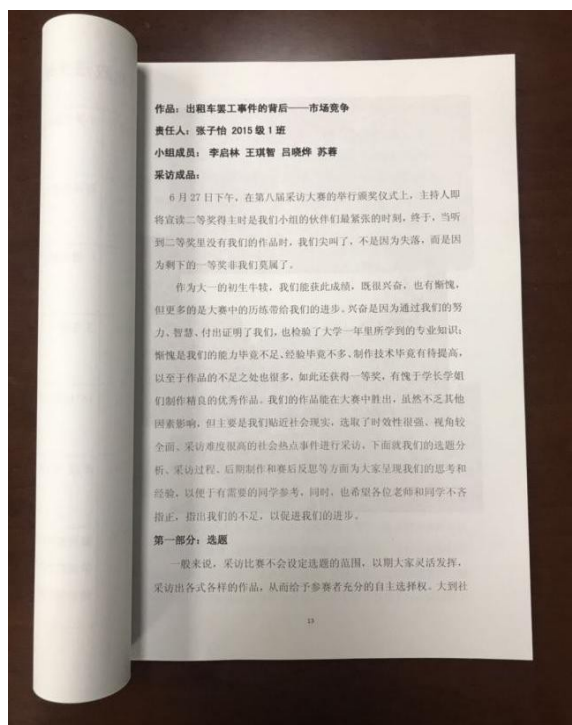 作品：出租车罢工事件的背后——市场竞争
责任人：张子怡 2015 级 1 班
小组成员： 李启林 王琪智 吕晓烨 苏蓉
采访成品：
6 月 27 日下午，在第八届采访大赛的举行颁奖仪式上，主持人即
将宣读二等奖得主时是我们小组的伙伴们最紧张的时刻，终于，当听
到二等奖里没有我们的作品时，我们尖叫了，不是因为失落，而是因
为剩下的一等奖非我们莫属了。
作为大一的初生牛犊，我们能获此成绩，既很兴奋，也有惭愧，
但更多的是大赛中的历练带给我们的进步。兴奋是因为通过我们的努
力、智慧、付出证明了我们，也检验了大学一年里所学到的专业知识；
惭愧是我们的能力毕竟不足、经验毕竟不多、制作技术毕竟有待提高，
以至于作品的不足之处也很多，如此还获得一等奖，有愧于学长学姐
们制作精良的优秀作品。我们的作品能在大赛中胜出，虽然不乏其他
因素影响，但主要是我们贴近社会现实，选取了时效性很强、视角较
全面、采访难度很高的社会热点事件进行采访。下面就我们的选题分
析、采访过程、后期制作和赛后反思等方面为大家呈现我们的思考和
经验，以便于有需要的同学参考，同时，也希望各位老师和同学不吝
指正，指出我们的不足，以促进我们的进步。
第一部分：选题
一般来说，采访比赛不会设定选题的范围，以期大家灵活发挥，
采访出各式各样的作品，从而给予参赛者充分的自主选择权。大到社
13